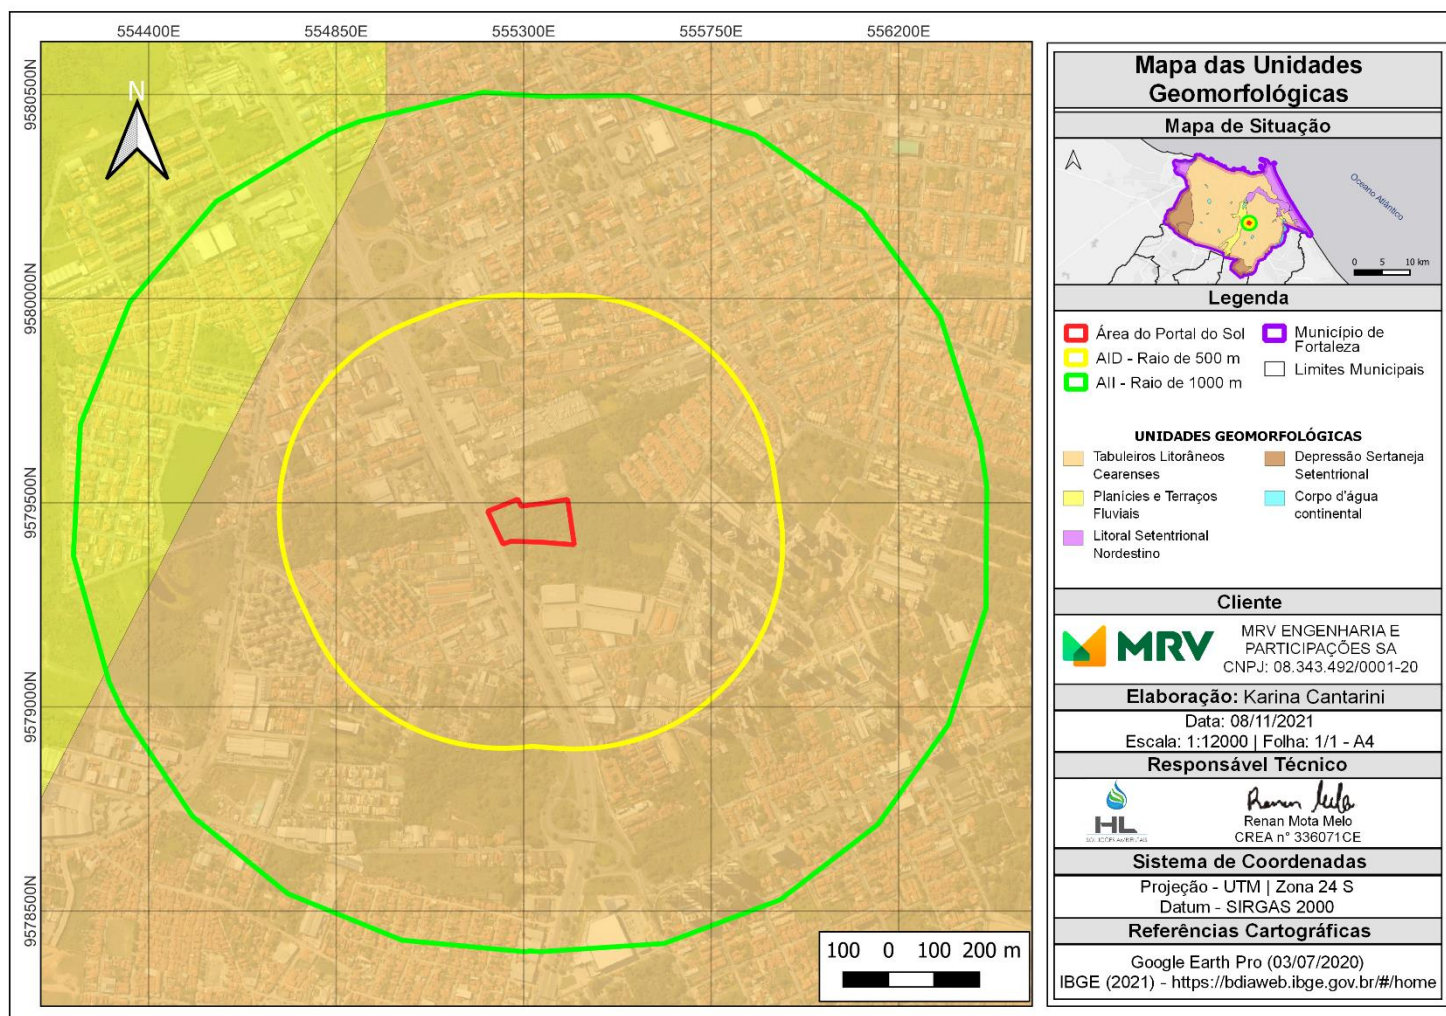 554400E 554850E 555300E 555750E 556200E
9580500N
9580000N
9579500N
9579000N
9578500N
N
100 0 100 200 m
Mapa das Unidades
Geomorfológicas
Mapa de Situação
Oceano Atlântico
0 5 10 km
Legenda
Área do Portal do Sol
AID - Raio de 500 m
AII - Raio de 1000 m
Município de
Fortaleza
Limites Municipais
UNIDADES GEOMORFOLÓGICAS
Tabuleiros Litorâneos
Cearenses
Planícies e Terraços
Fluviais
Litoral Setentrional
Nordestino
Depressão Sertaneja
Setentrional
Corpo d'água
continental
Cliente
MRV
MRV ENGENHARIA E
PARTICIPAÇÕES SA
CNPJ: 08.343.492/0001-20
Elaboração: Karina Cantarini
Data: 08/11/2021
Escala: 1:12000 | Folha: 1/1 - A4
Responsável Técnico
HL
SOLUÇÕES AMBIENTAIS
Renan Mota Melo
CREA n° 336071CE
Sistema de Coordenadas
Projeção - UTM | Zona 24 S
Datum - SIRGAS 2000
Referências Cartográficas
Google Earth Pro (03/07/2020)
IBGE (2021) - https://bdiaweb.ibge.gov.br/#/home